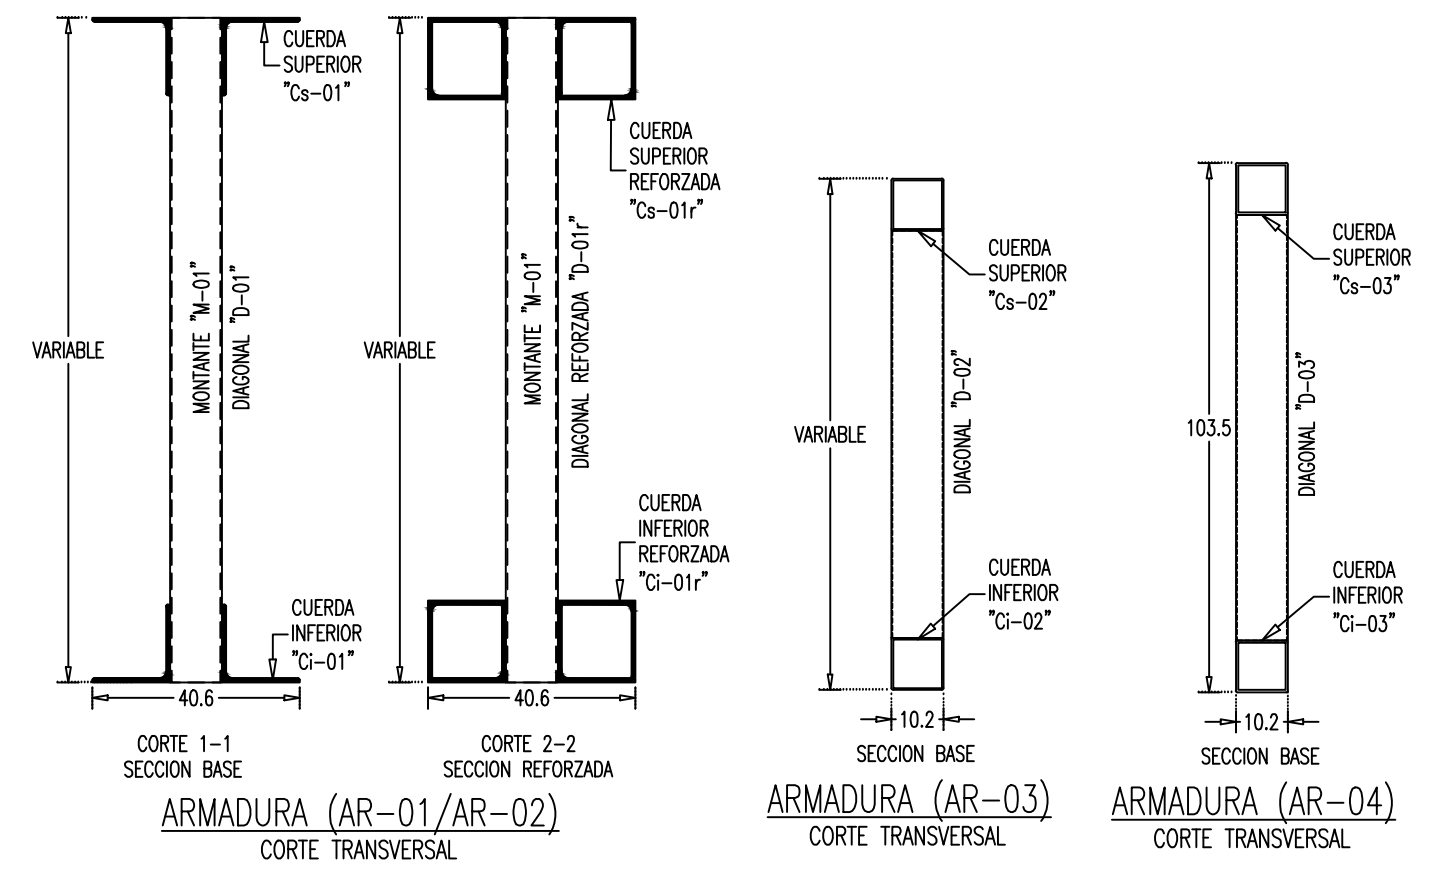 CUERDA
SUPERIOR
"Cs-01"
VARIABLE
MONTANTE "M-01"
DIAGONAL "D-01"
CUERDA
INFERIOR
"Ci-01"
40.6
CORTE 1-1
SECCION BASE
CUERDA
SUPERIOR
REFORZADA
"Cs-01r"
VARIABLE
MONTANTE "M-01"
DIAGONAL REFORZADA "D-01r"
CUERDA
INFERIOR
REFORZADA
"Ci-01r"
40.6
CORTE 2-2
SECCION REFORZADA
ARMADURA (AR-01/AR-02)
CORTE TRANSVERSAL
CUERDA
SUPERIOR
"Cs-02"
VARIABLE
DIAGONAL "D-02"
CUERDA
INFERIOR
"Ci-02"
10.2
SECCION BASE
ARMADURA (AR-03)
CORTE TRANSVERSAL
CUERDA
SUPERIOR
"Cs-03"
103.5
DIAGONAL "D-03"
CUERDA
INFERIOR
"Ci-03"
10.2
SECCION BASE
ARMADURA (AR-04)
CORTE TRANSVERSAL